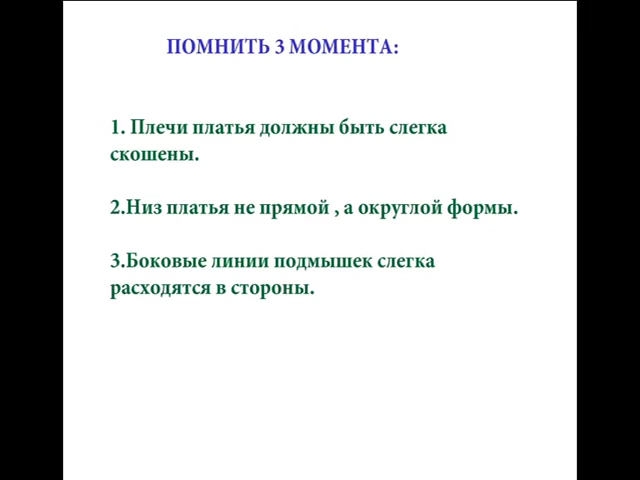 ПОМНИТЬ 3 МОМЕНТА:
1. Плечи платья должны быть слегка
скошены.
2.Низ платья не прямой , а округлой формы.
3.Боковые линии подмышек слегка
расходятся в стороны.